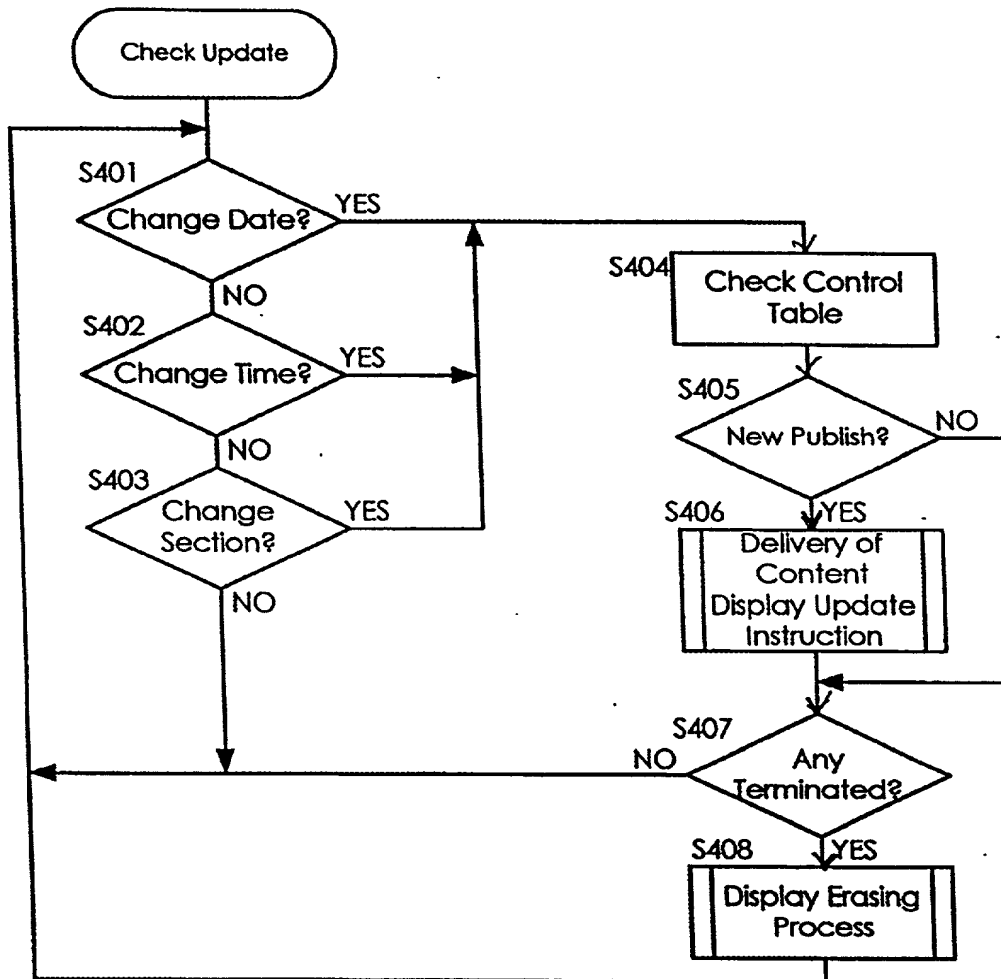 Check Update
S401
Change Date?
YES
NO
S402
Change Time?
YES
NO
S403
Change
Section?
YES
NO
S404
Check Control
Table
S405
New Publish?
NO
YES
S406
Delivery of
Content
Display Update
Instruction
S407
NO
Any
Terminated?
YES
S408
Display Erasing
Process